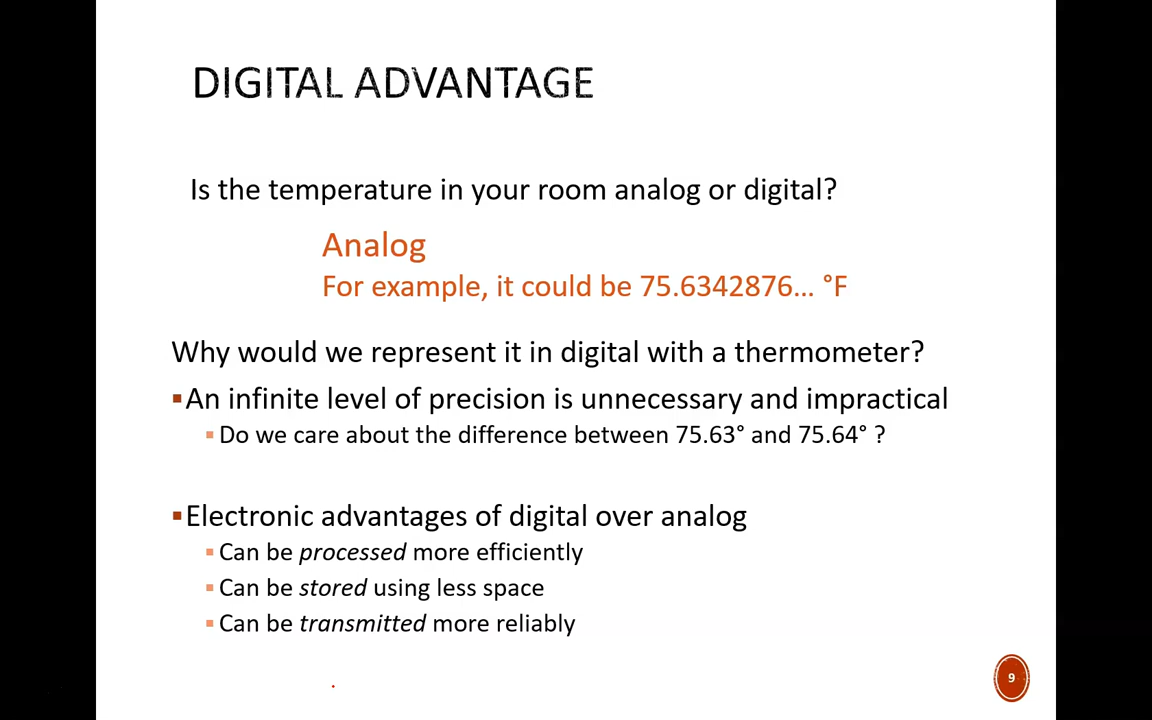 DIGITAL ADVANTAGE
Is the temperature in your room analog or digital?
Analog
For example, it could be 75.6342876... °F
Why would we represent it in digital with a thermometer?
▪An infinite level of precision is unnecessary and impractical
▪Do we care about the difference between 75.63° and 75.64° ?
▪Electronic advantages of digital over analog
▪Can be processed more efficiently
▪Can be stored using less space
▪Can be transmitted more reliably
9